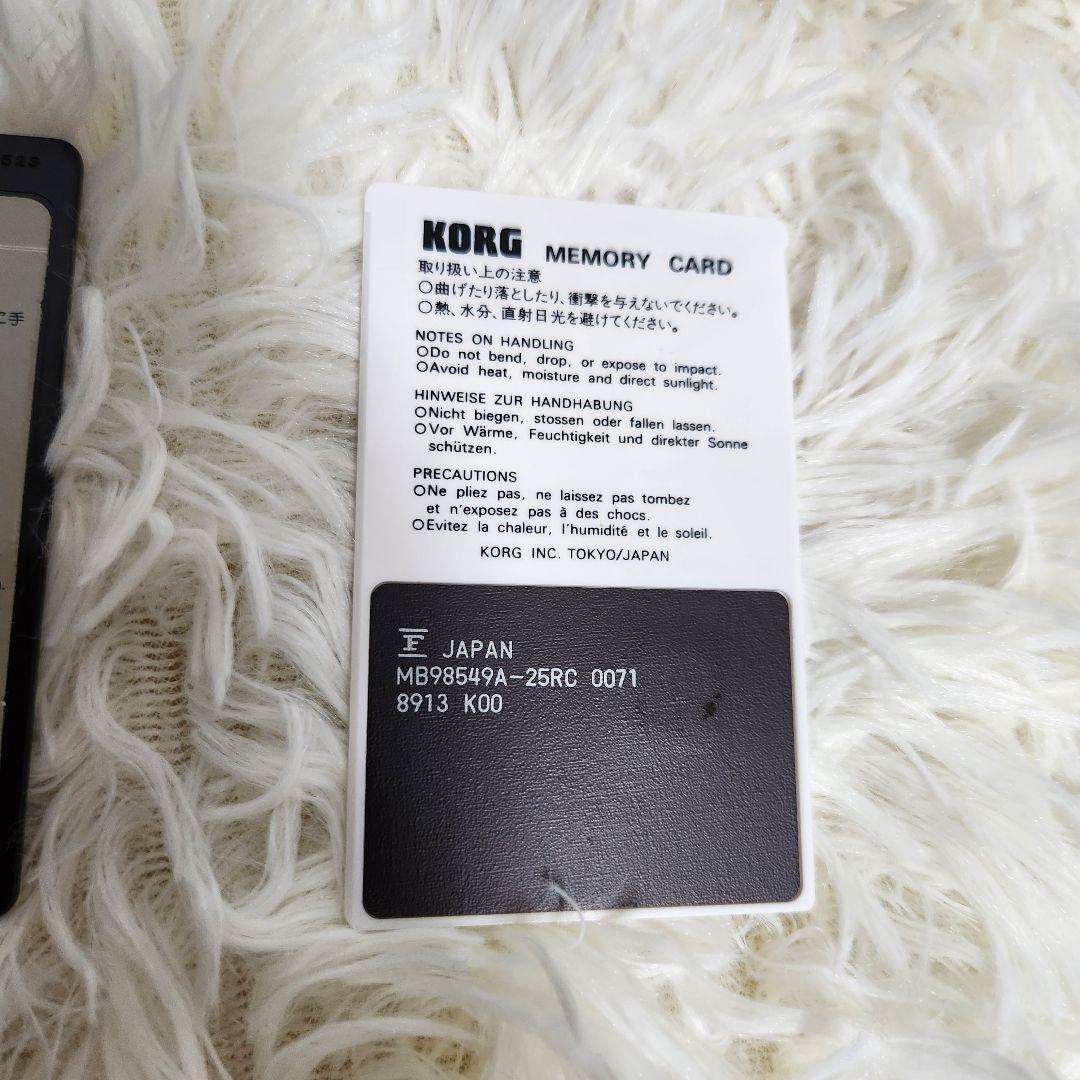 523
に手
KORG MEMORY CARD
取り扱い上の注意
○曲げたり落としたり、衝撃を与えないでください。
○熱、水分、直射日光を避けてください。
NOTES ON HANDLING
○Do not bend, drop, or expose to impact.
○Avoid heat, moisture and direct sunlight.
HINWEISE ZUR HANDHABUNG
○Nicht biegen, stossen oder fallen lassen.
○Vor Wärme, Feuchtigkeit und direkter Sonne
schützen.
PRECAUTIONS
○Ne pliez pas, ne laissez pas tombez
et n'exposez pas à des chocs.
○Evitez la chaleur, l'humidité et le soleil.
KORG INC. TOKYO/JAPAN
F JAPAN
MB98549A-25RC 0071
8913 K00